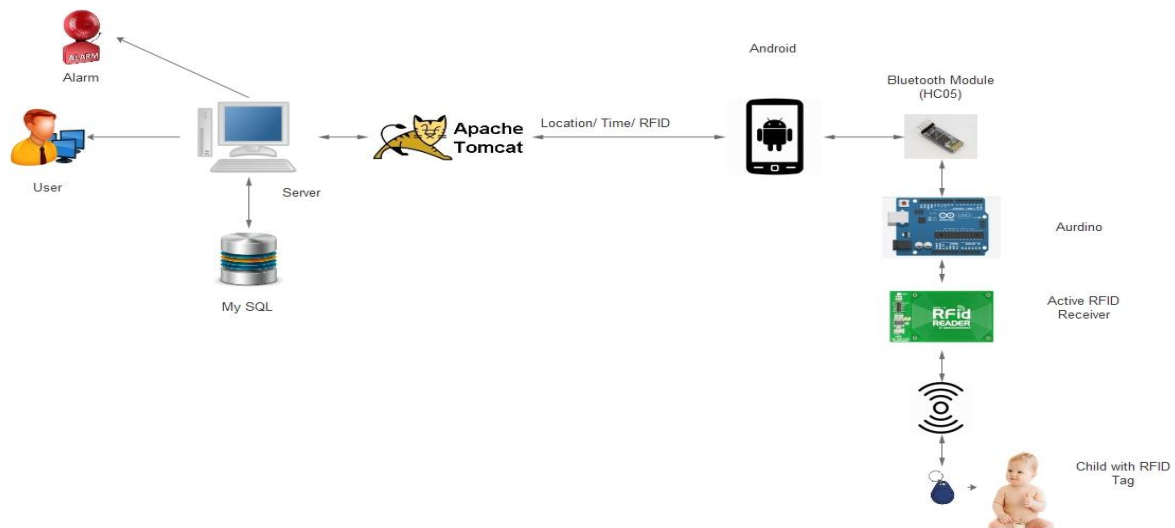 Android
ALARM
Alarm
Bluetooth Module
(HC05)
Apache
Tomcat
Location/ Time/ RFID
User
Server
Aurdino
My SQL
RFid
READER
Active RFID
Receiver
Child with RFID
Tag